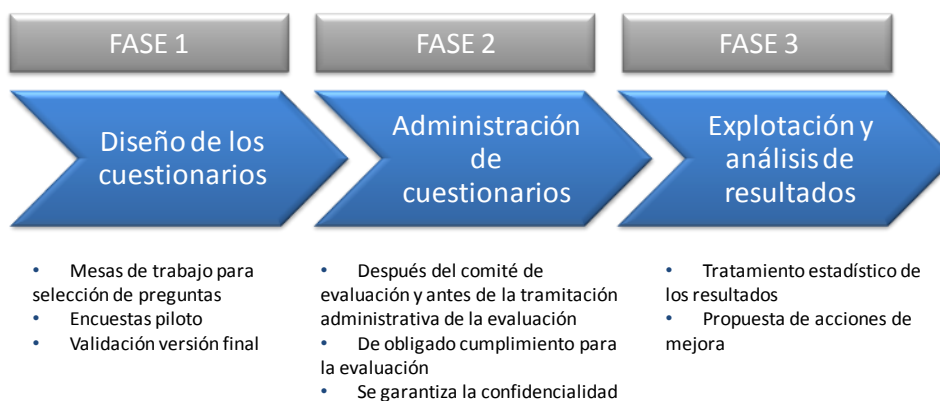 FASE 1
FASE 2
FASE 3
Diseño de los
cuestionarios
Administración
de
cuestionarios
Explotación y
análisis de
resultados
• Mesas de trabajo para
selección de preguntas
• Encuestas piloto
• Validación versión final
• Después del comité de
evaluación y antes de la tramitación
administrativa de la evaluación
• De obligado cumplimiento para
la evaluación
• Se garantiza la confidencialidad
• Tratamiento estadístico de
los resultados
• Propuesta de acciones de
mejora